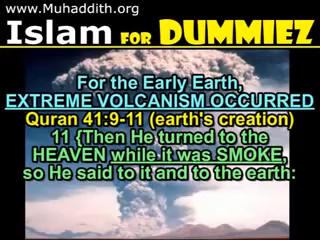 www.Muhaddith.org
Islam FOR DUMMIEZ
For the Early Earth,
EXTREME VOLCANISM OCCURRED
Quran 41:9-11 (earth's creation)
11 {Then He turned to the
HEAVEN while it was SMOKE,
so He said to it and to the earth: